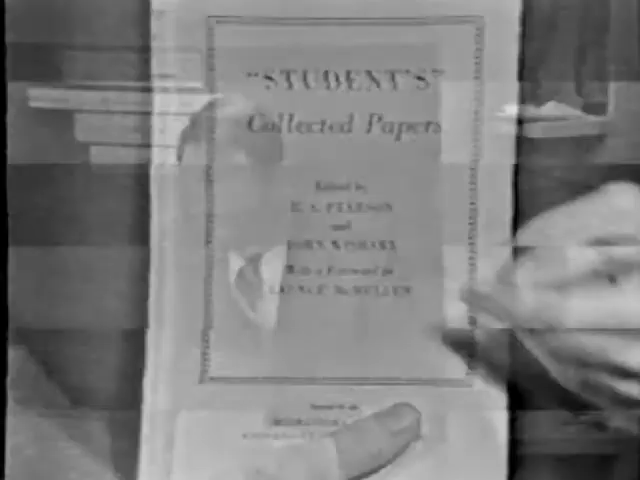 "STUDENT'S"
Collected Papers
Edited by
E. S. PEARSON
and
JOHN WISHART
With a Foreword by
LAUNCE McMULLEN